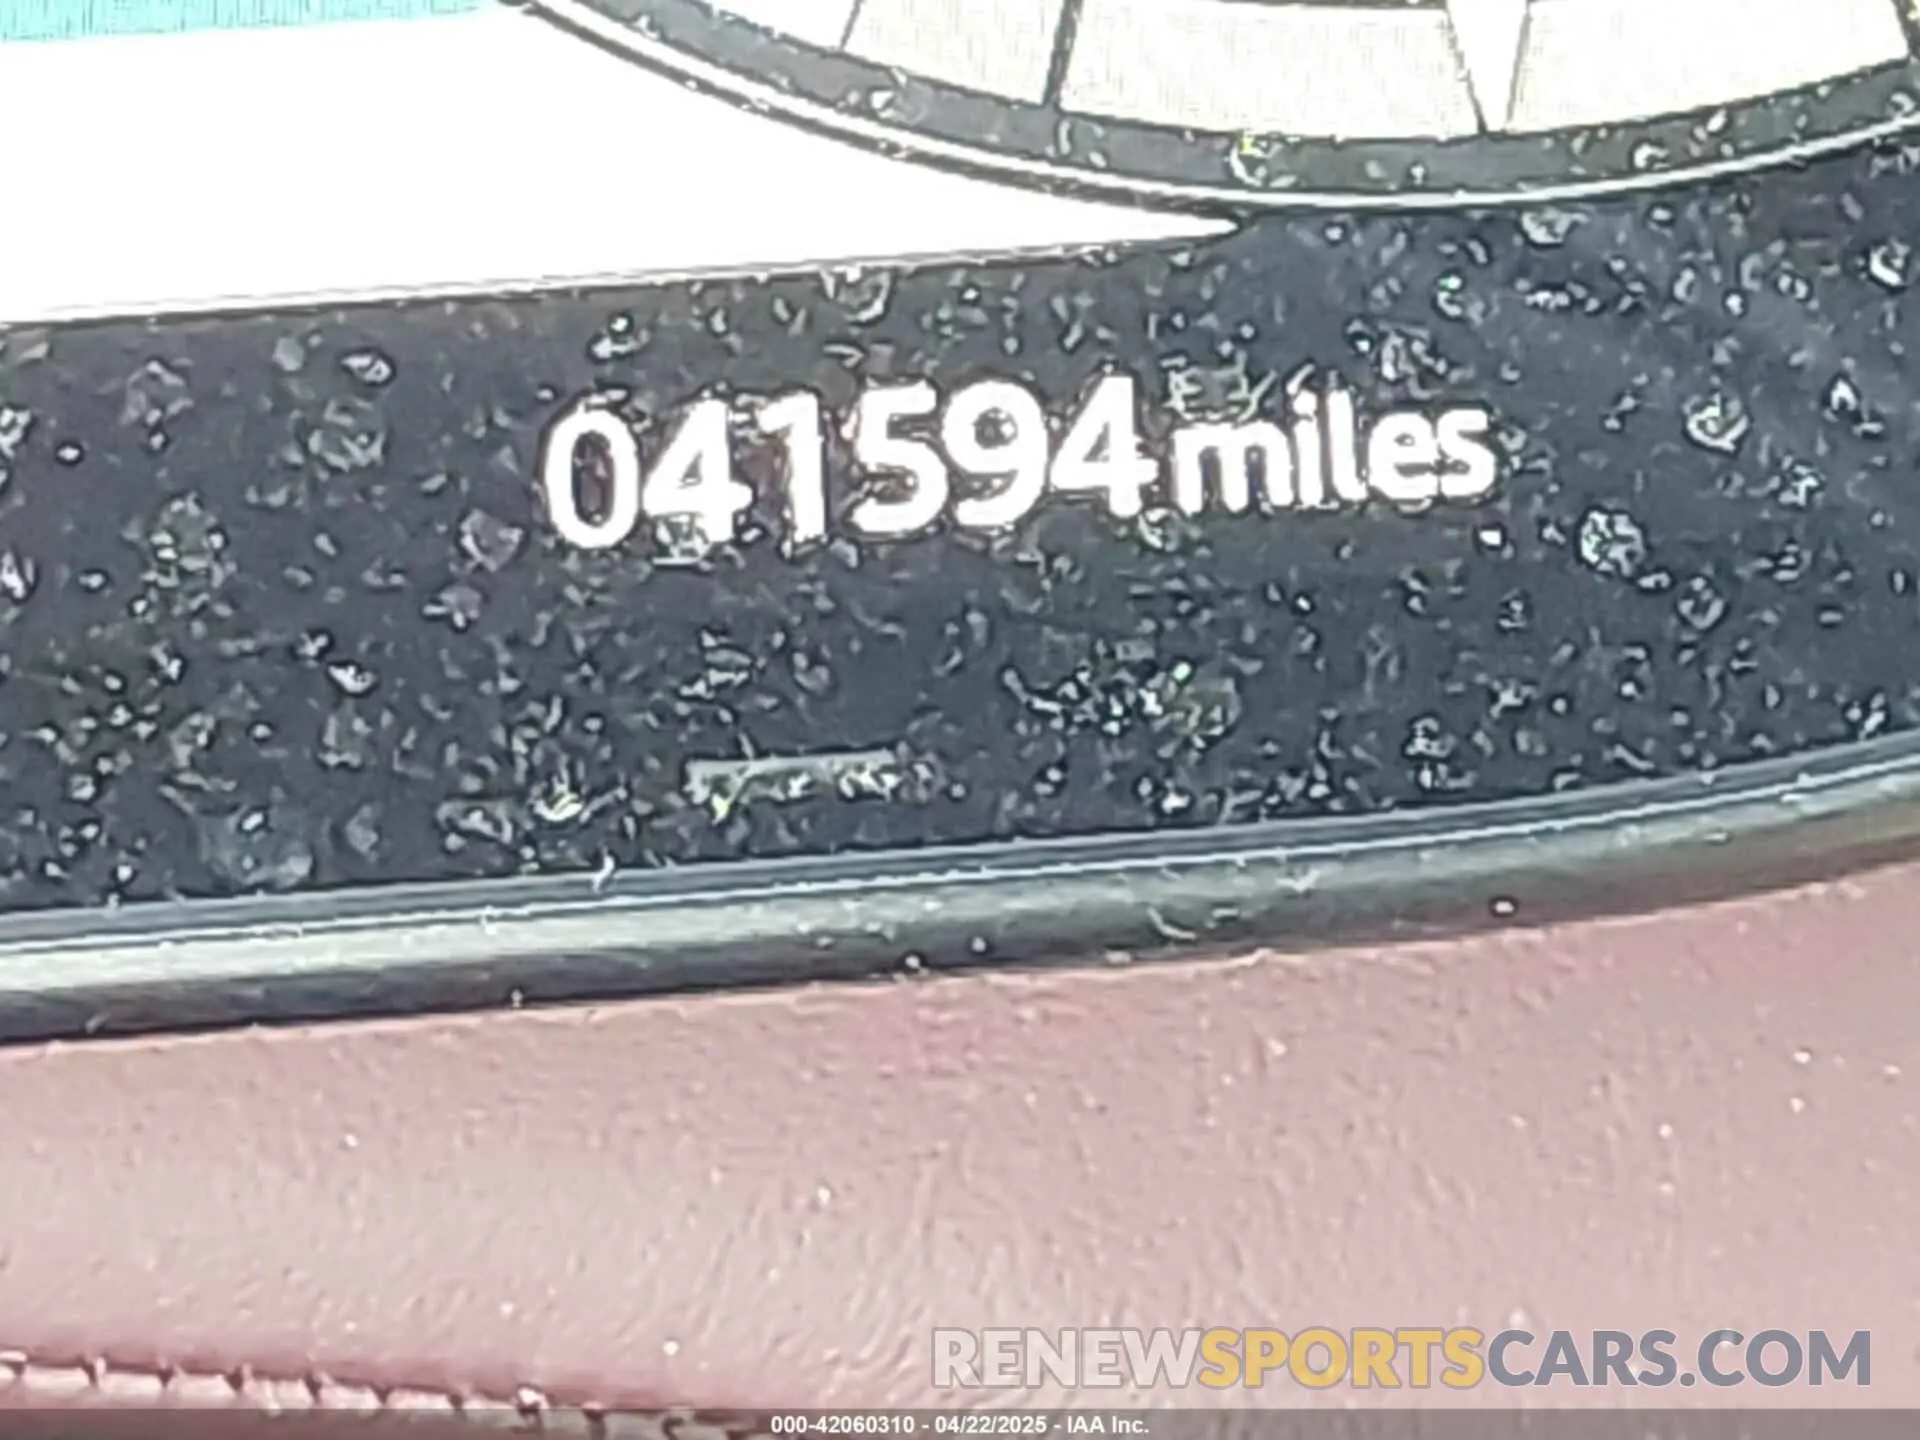 041594 miles
RENEWSPORTSCARS.COM
000-42060310 - 04/22/2025 - IAA Inc.